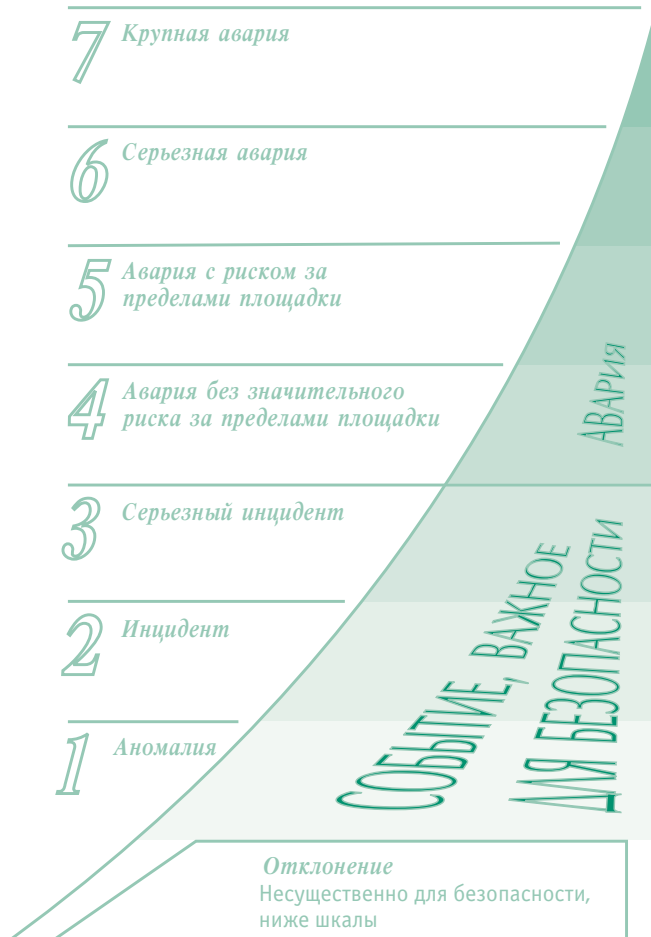 7 Крупная авария
6 Серьезная авария
5 Авария с риском за
пределами площадки
4 Авария без значительного
риска за пределами площадки
3 Серьезный инцидент
2 Инцидент
1 Аномалия
АВАРИЯ
СОБЫТИЕ, ВАЖНОЕ
ДЛЯ БЕЗОПАСНОСТИ
Отклонение
Несущественно для безопасности,
ниже шкалы